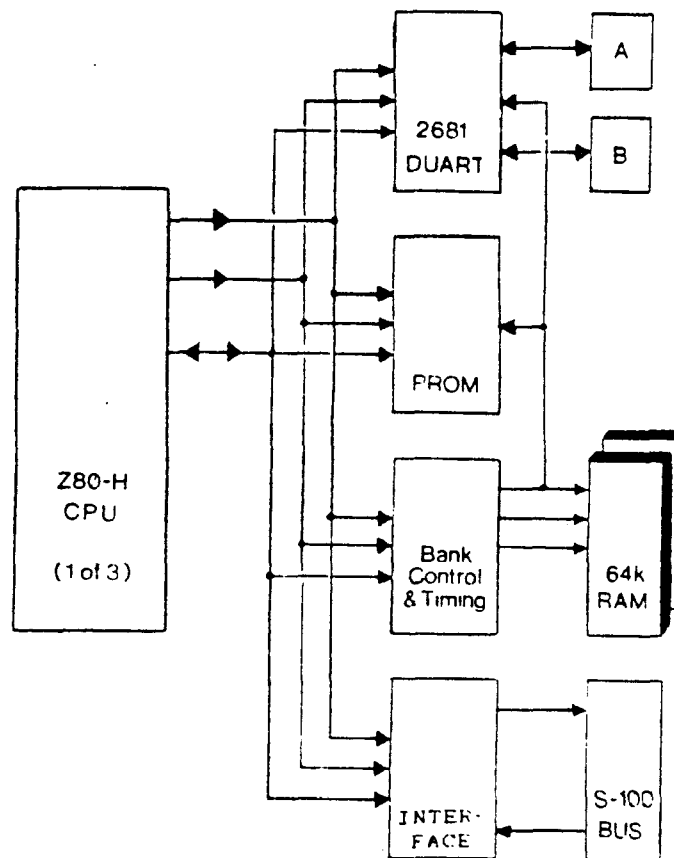 A
2681
DUART
B
PROM
Z80-H
CPU
(1 of 3)
Bank
Control
& Timing
64k
RAM
INTER-
FACE
S-100
BUS